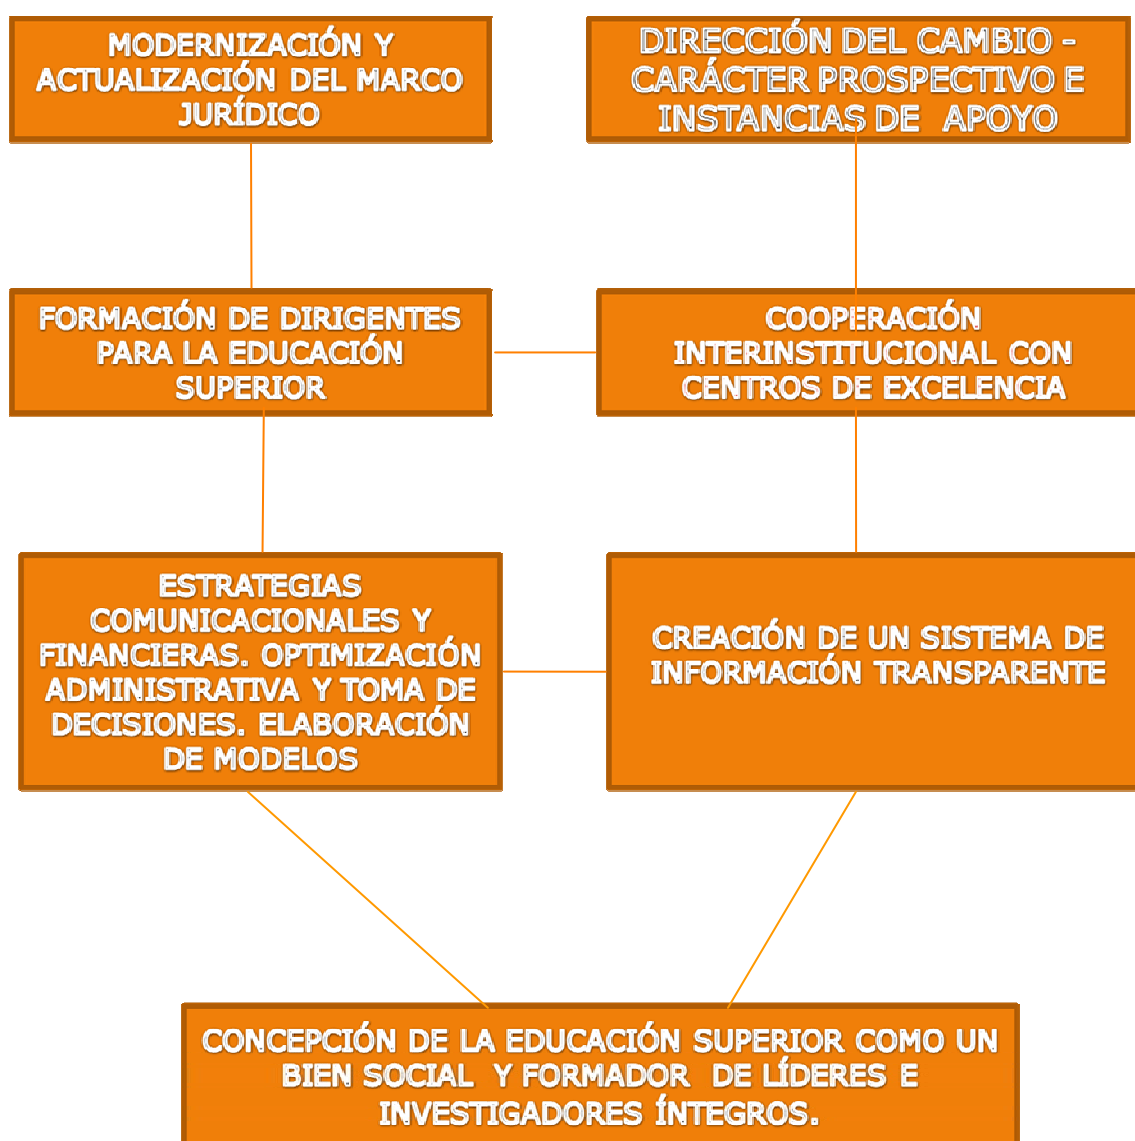 MODERNIZACIÓN Y
ACTUALIZACIÓN DEL MARCO
JURÍDICO
DIRECCIÓN DEL CAMBIO -
CARÁCTER PROSPECTIVO E
INSTANCIAS DE APOYO
FORMACIÓN DE DIRIGENTES
PARA LA EDUCACIÓN
SUPERIOR
COOPERACIÓN
INTERINSTITUCIONAL CON
CENTROS DE EXCELENCIA
ESTRATEGIAS
COMUNICACIONALES Y
FINANCIERAS. OPTIMIZACIÓN
ADMINISTRATIVA Y TOMA DE
DECISIONES. ELABORACIÓN
DE MODELOS
CREACIÓN DE UN SISTEMA DE
INFORMACIÓN TRANSPARENTE
CONCEPCIÓN DE LA EDUCACIÓN SUPERIOR COMO UN
BIEN SOCIAL Y FORMADOR DE LÍDERES E
INVESTIGADORES ÍNTEGROS.